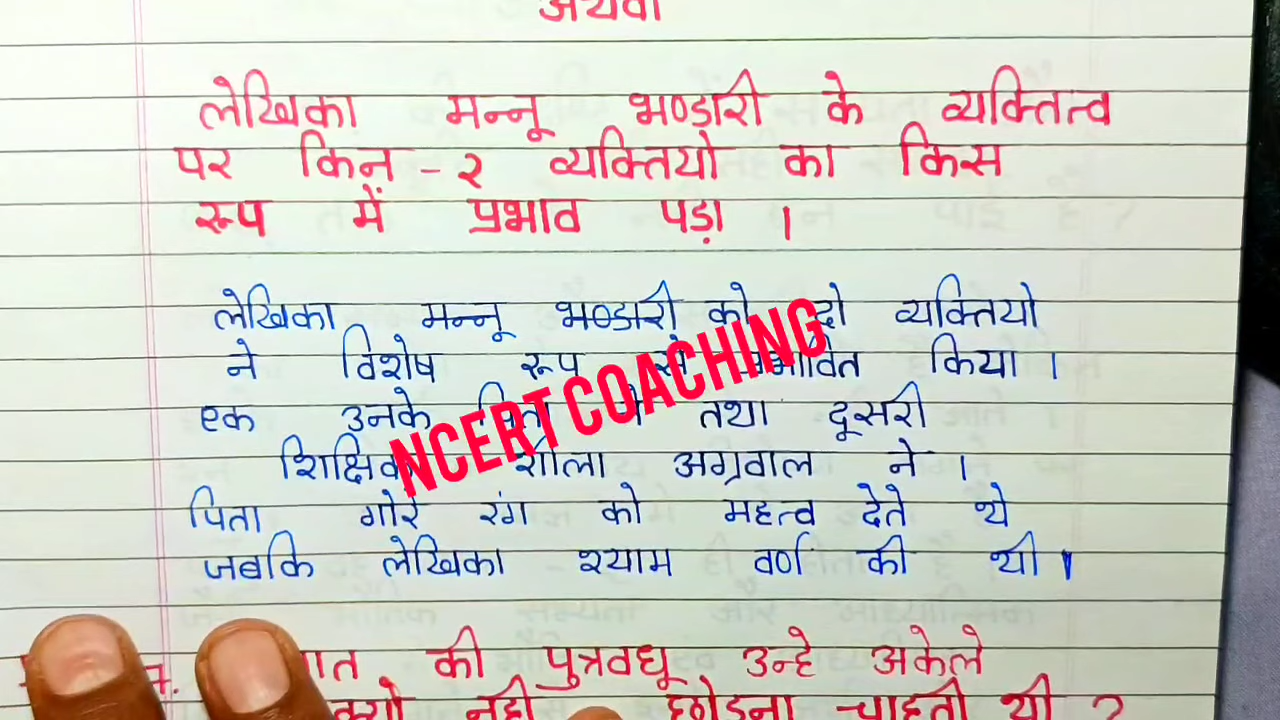 अथवा
लेखिका मन्नू भण्डारी के व्यक्तित्व
पर किन - २ व्यक्तियो का किस
रूप में प्रभाव पड़ा ।
लेखिका मन्नू भण्डारी को दो व्यक्तियो
ने विशेष रूप से प्रभावित किया ।
एक उनके पिता ने तथा दूसरी
शिक्षिका शीला अग्रवाल ने ।
पिता गोरे रंग को महत्व देते थे
जबकि लेखिका श्याम वर्ण की थी ।
NCERT COACHING
की पुत्रवधू उन्हे अकेले
क्यो नही छोडना चाहती थी ?